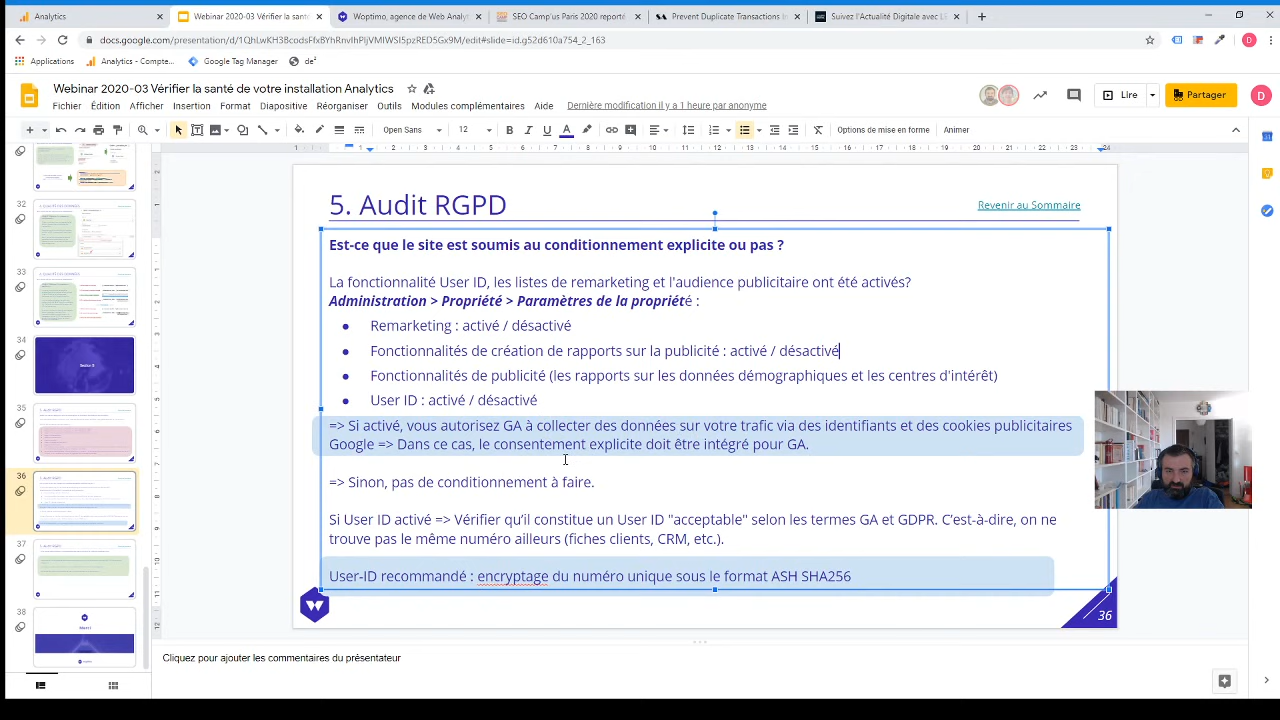 Analytics
Webinar 2020-03 Vérifier la santé
Woptimo, agence de Web Analy
SEO Camp'us Paris 2020 reporté
Prevent Duplicate Transactions i
Suivez l'Actualité Digitale avec
docs.google.com/presentation/d/1QhLwKH3BcodsFfxBYhRnvIhPIjVMIWSI5pzRED5Gx9M/edit#slide=id.g52d610a754_2_163
Applications
Analytics - Compte...
Google Tag Manager
de²
Webinar 2020-03 Vérifier la santé de votre installation Analytics
Fichier Édition Afficher Insertion Format Diapositive Réorganiser Outils Modules complémentaires Aide
Dernière modification il y a 1 heure par anonyme
Lire
Partager
D
Open Sans
12
Options de mise en forme
Animer
5. Audit RGPD
Revenir au Sommaire
Est-ce que le site est soumis au conditionnement explicite ou pas ?
La fonctionnalité User ID, les listes de remarketing et l'audience publicitaire ont été activés?
Administration > Propriété > Paramètres de la propriété :
● Remarketing : activé / désactivé
● Fonctionnalités de création de rapports sur la publicité : activé / désactivé
● Fonctionnalités de publicité (les rapports sur les données démographiques et les centres d'intérêt)
● User ID : activé / désactivé
=> Si activé, vous autorisez GA à collecter des données sur votre trafic via des identifiants et des cookies publicitaires
Google => Dans ce cas, le consentement explicite doit être intégré pour GA.
=> Sinon, pas de conditionnement à faire.
Si User ID activé => Vérifier qu'il constitue un User ID "acceptable" selon les termes GA et GDPR. C'est-à-dire, on ne
trouve pas le même numéro ailleurs (fiches clients, CRM, etc.).
User-ID recommandé : encryptage du numéro unique sous le format ASH SHA256
36
32
33
34
35
36
37
38
Cliquez pour ajouter les commentaires du présentateur